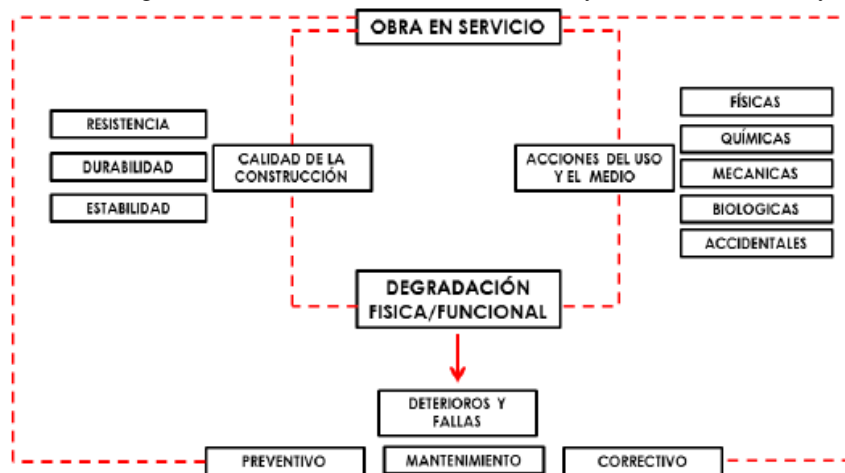 OBRA EN SERVICIO
RESISTENCIA
DURABILIDAD
ESTABILIDAD
CALIDAD DE LA
CONSTRUCCIÓN
ACCIONES DEL USO
Y EL MEDIO
FÍSICAS
QUÍMICAS
MECANICAS
BIOLOGICAS
ACCIDENTALES
DEGRADACIÓN
FISICA/FUNCIONAL
DETERIOROS Y
FALLAS
PREVENTIVO
MANTENIMIENTO
CORRECTIVO